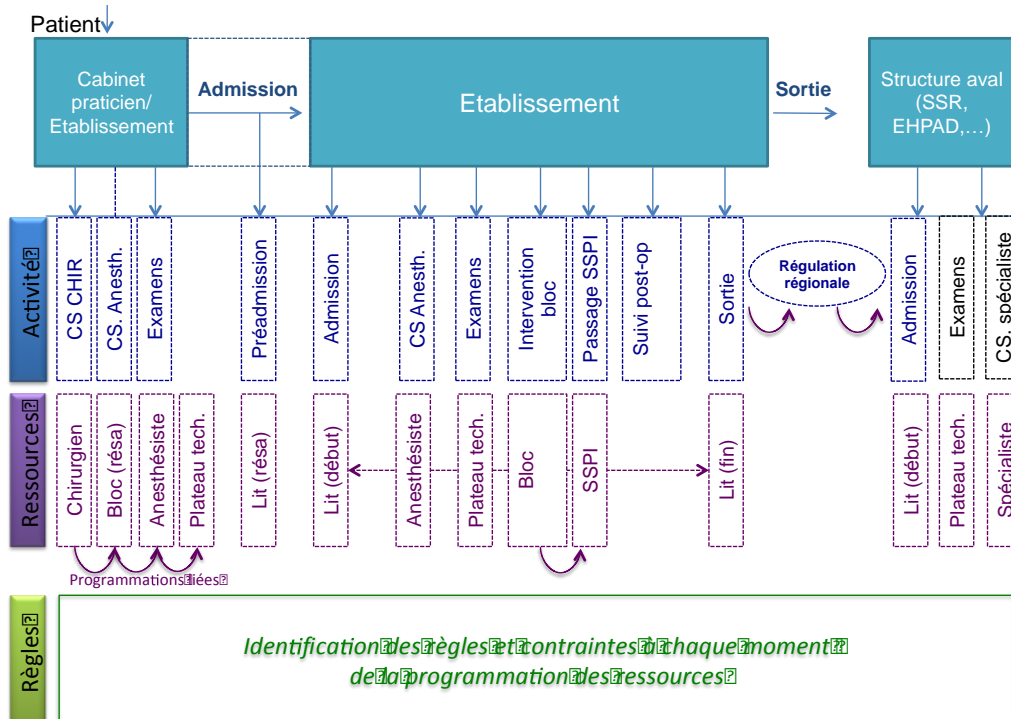 Patient
Cabinet
praticien/
Etablissement
Admission
Etablissement
Sortie
Structure aval
(SSR,
EHPAD,…)
Activité
CS CHIR
CS. Anesth.
Examens
Préadmission
Admission
CS Anesth.
Examens
Intervention
bloc
Passage SSPI
Suivi post-op
Sortie
Régulation
régionale
Admission
Examens
CS. spécialiste
Ressources
Chirurgien
Bloc (résa)
Anesthésiste
Plateau tech.
Lit (résa)
Lit (début)
Anesthésiste
Plateau tech.
Bloc
SSPI
Lit (fin)
Lit (début)
Plateau tech.
Spécialiste
Programmations liées
Règles
Identification des règles et contraintes à chaque moment
de la programmation des ressources